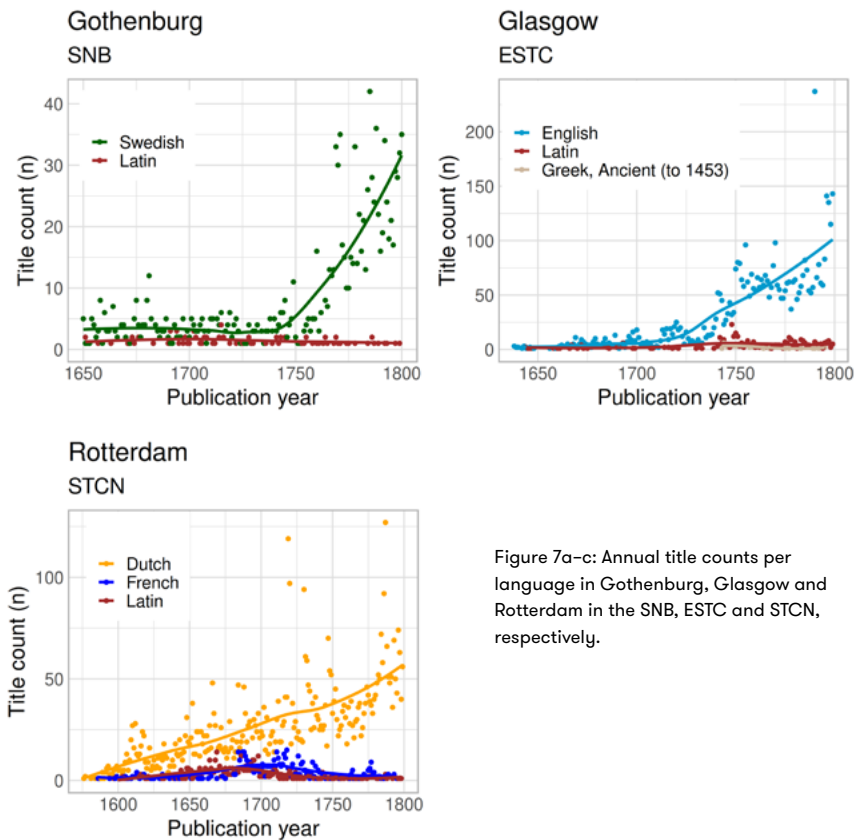 Gothenburg
SNB
Title count (n)
40
30
20
10
0
Swedish
Latin
1650 1700 1750 1800
Publication year
Glasgow
ESTC
Title count (n)
200
150
100
50
0
English
Latin
Greek, Ancient (to 1453)
1650 1700 1750 1800
Publication year
Rotterdam
STCN
Title count (n)
100
50
0
Dutch
French
Latin
1600 1650 1700 1750 1800
Publication year
Figure 7a–c: Annual title counts per
language in Gothenburg, Glasgow and
Rotterdam in the SNB, ESTC and STCN,
respectively.